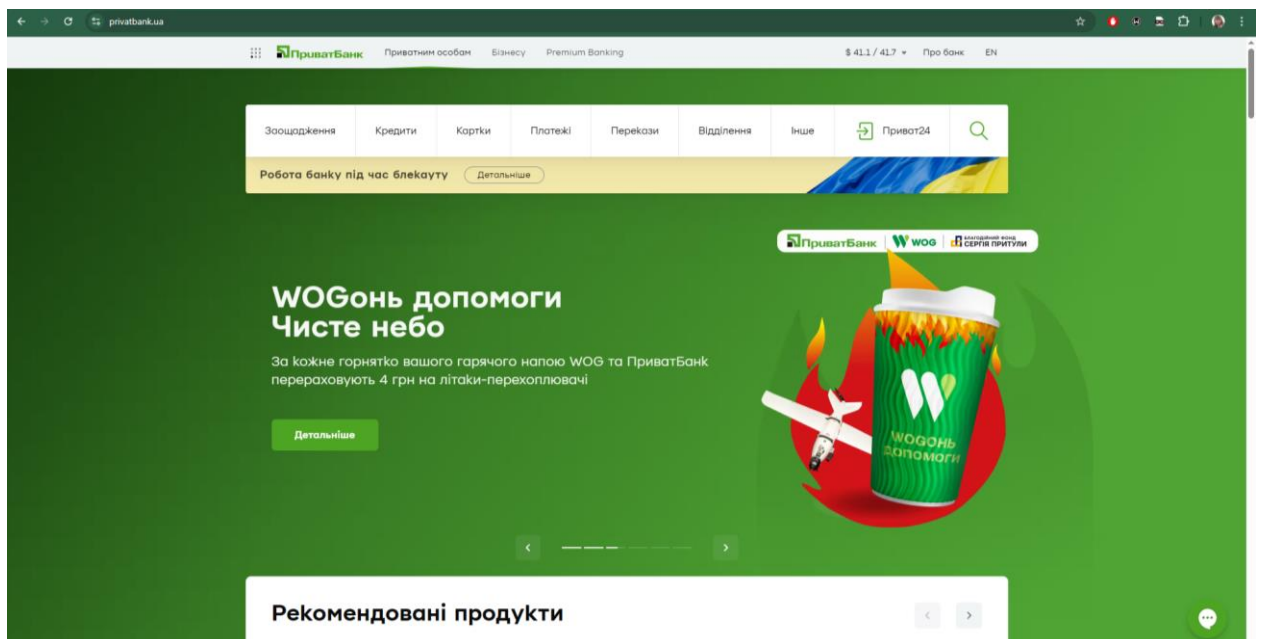 privatbank.ua
ПриватБанк Приватним особам Бізнесу Premium Banking $ 41.1 / 41.7 Про банк EN
Заощадження Кредити Картки Платежі Перекази Відділення Інше Приват24
Робота банку під час блекауту Детальніше
ПриватБанк WOG БЛАГОДІЙНИЙ ФОНД
СЕРГІЯ ПРИТУЛИ
WOGонь допомоги
Чисте небо
За кожне горнятко вашого гарячого напою WOG та ПриватБанк
перераховують 4 грн на літаки-перехоплювачі
Детальніше
WOGОНЬ
ДОПОМОГИ
Рекомендовані продукти